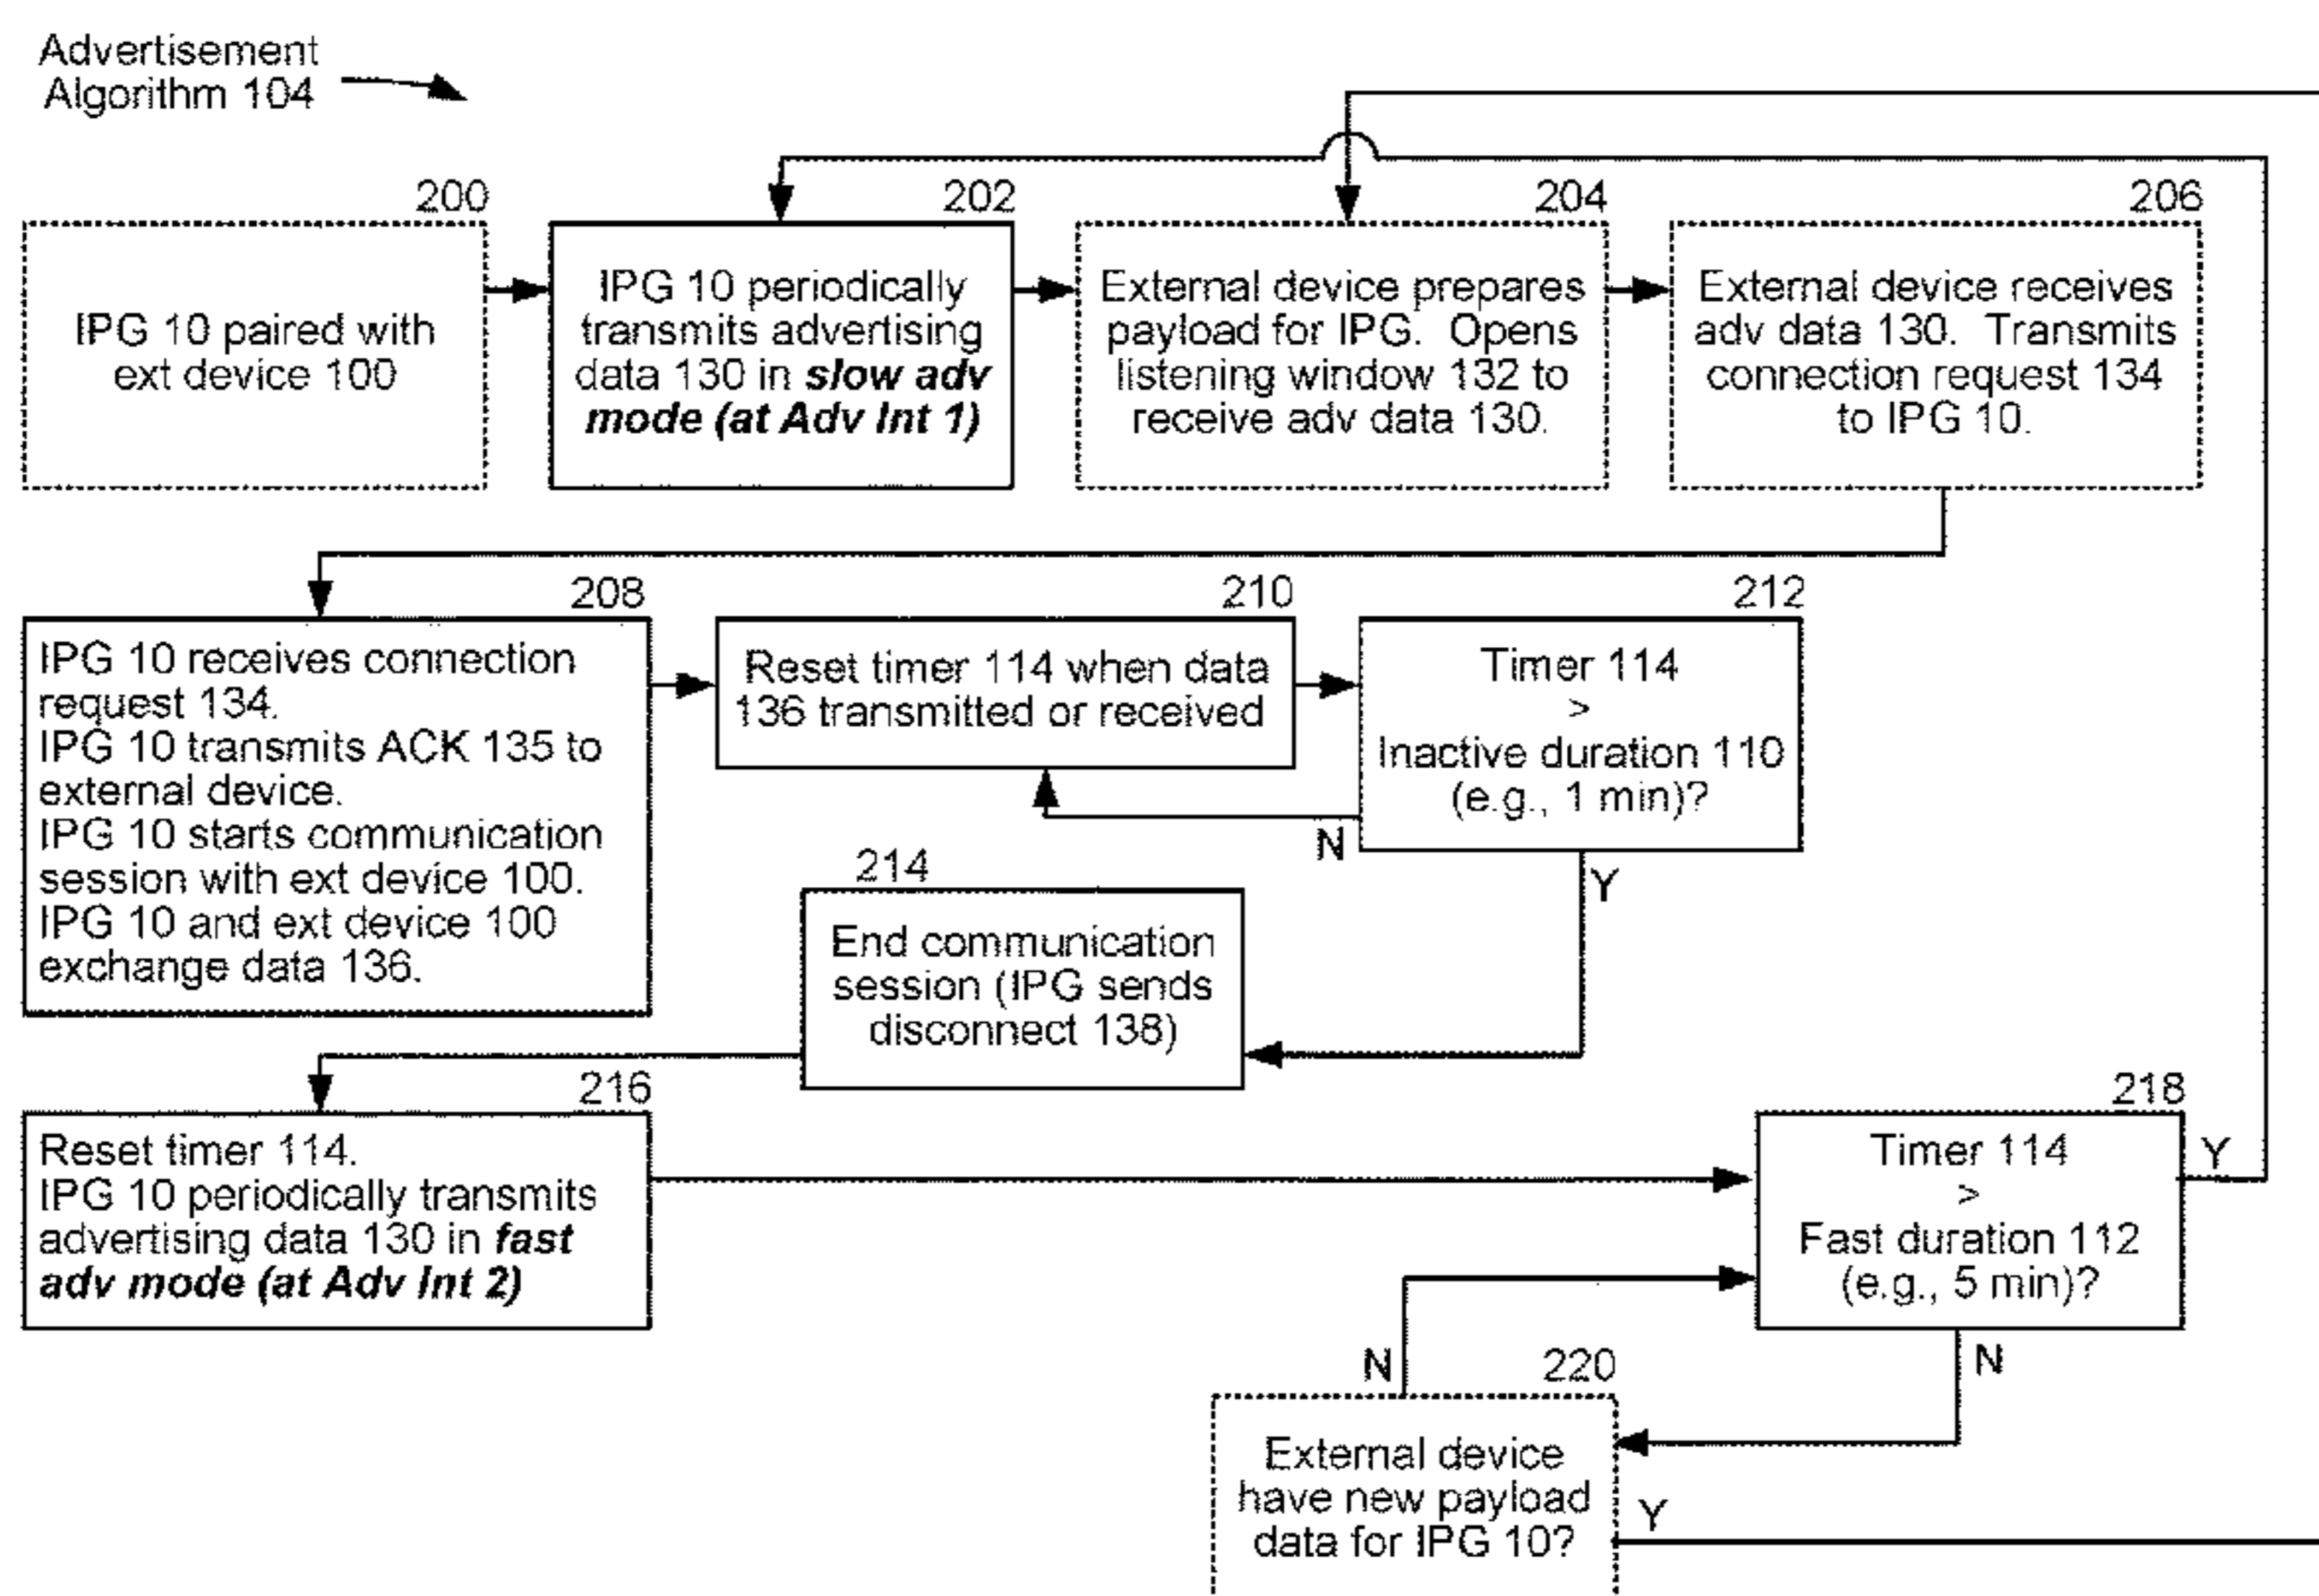 Advertisement
Algorithm 104
200
IPG 10 paired with
ext device 100
202
IPG 10 periodically
transmits advertising
data 130 in slow adv
mode (at Adv Int 1)
204
External device prepares
payload for IPG. Opens
listening window 132 to
receive adv data 130.
206
External device receives
adv data 130. Transmits
connection request 134
to IPG 10.
208
IPG 10 receives connection
request 134.
IPG 10 transmits ACK 135 to
external device.
IPG 10 starts communication
session with ext device 100.
IPG 10 and ext device 100
exchange data 136.
210
Reset timer 114 when data
136 transmitted or received
212
Timer 114
>
Inactive duration 110
(e.g., 1 min)?
N
Y
214
End communication
session (IPG sends
disconnect 138)
216
Reset timer 114.
IPG 10 periodically transmits
advertising data 130 in fast
adv mode (at Adv Int 2)
218
Timer 114
>
Fast duration 112
(e.g., 5 min)?
Y
N
220
N
External device
have new payload
data for IPG 10?
Y